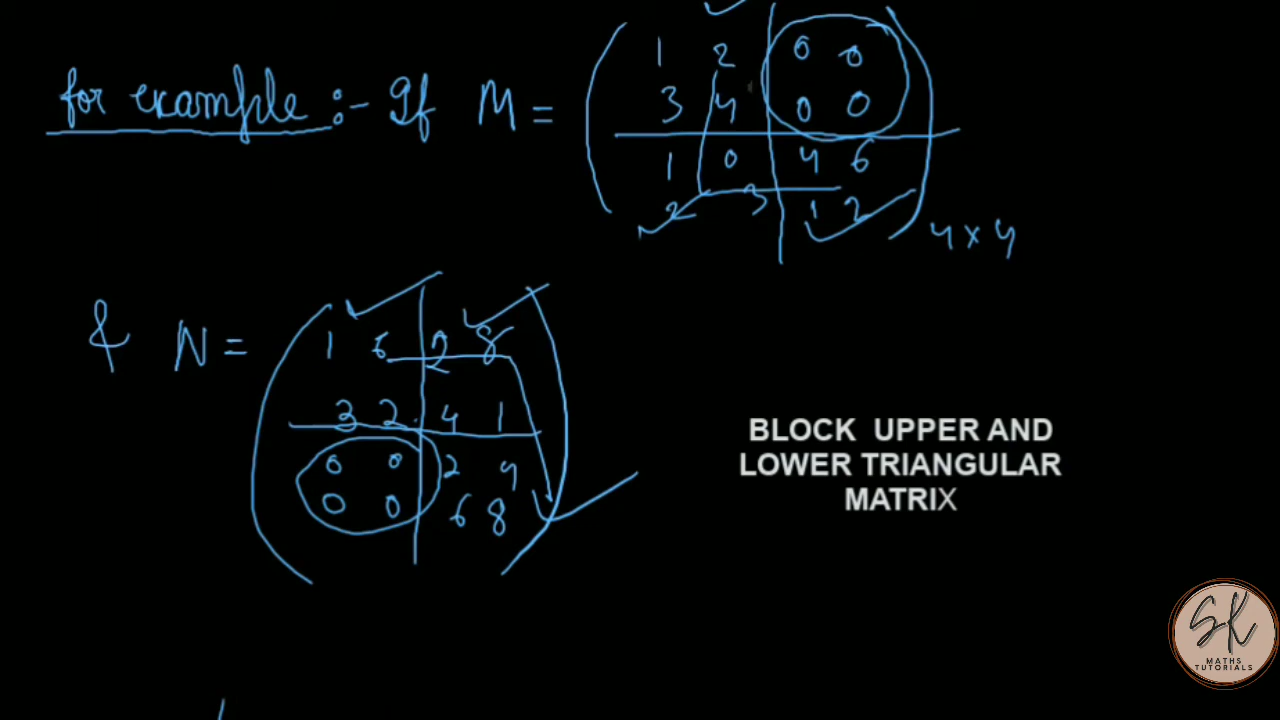 for example :- If M =
1 2 0 0
3 4 0 0
1 0 4 6
2 3 1 2
4 x 4
& N =
1 5 2 8
3 2 4 1
0 0 2 4
0 0 6 8
BLOCK UPPER AND
LOWER TRIANGULAR
MATRIX
SK
MATHS
TUTORIALS